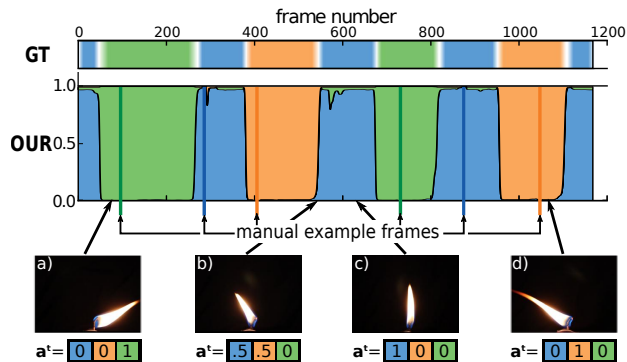 frame number
0 200 400 600 800 1000 1200
GT
1.0
0.5
0.0
OUR
manual example frames
a) b) c) d)
aᵗ= 0 0 1 aᵗ= .5 .5 0 aᵗ= 1 0 0 aᵗ= 0 1 0